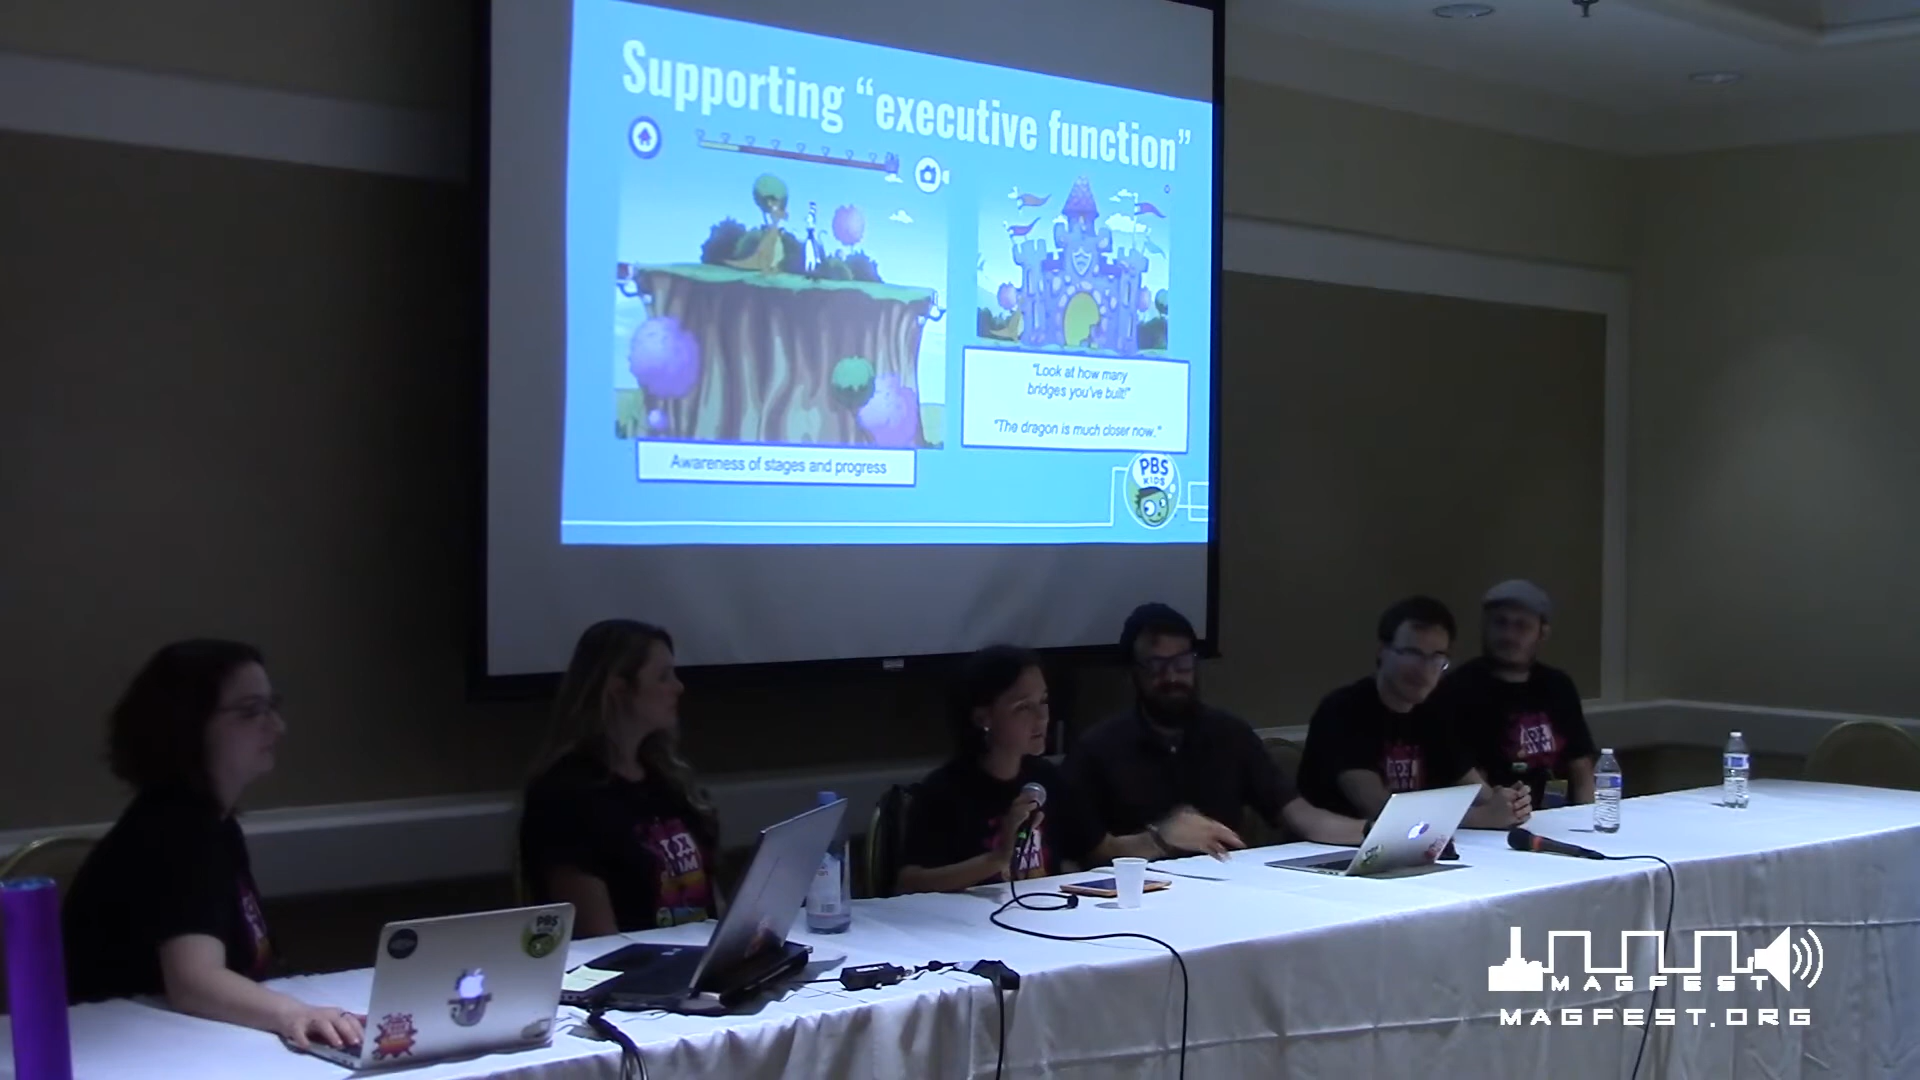 Supporting “executive function”
"Look at how many
bridges you've built!"
"The dragon is much closer now."
Awareness of stages and progress
PBS
KIDS
PBS
MAGFEST
MAGFEST.ORG